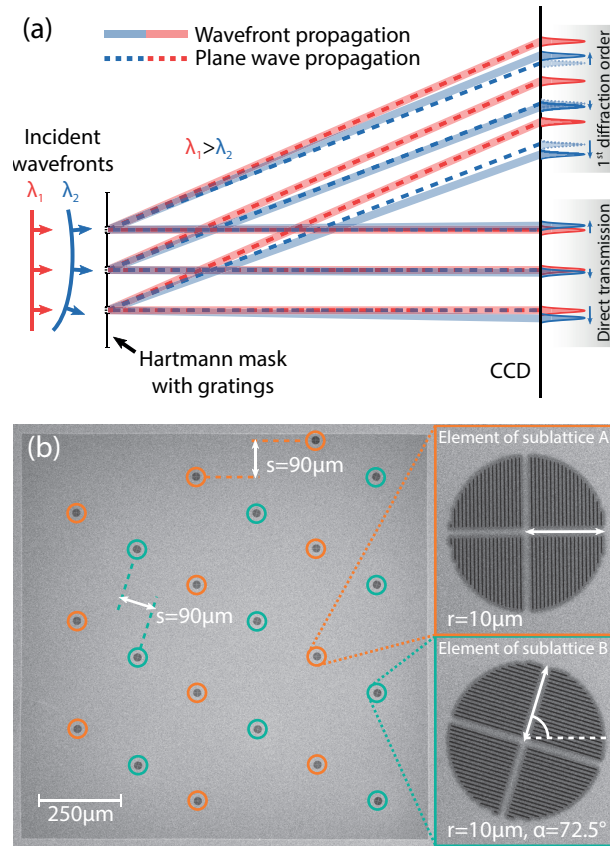 (a)
Wavefront propagation
Plane wave propagation
Incident
wavefronts
λ1>λ2
λ1
λ2
1st diffraction order
Direct transmission
Hartmann mask
with gratings
CCD
(b)
s=90μm
s=90μm
250μm
Element of sublattice A
r=10μm
Element of sublattice B
r=10μm, α=72.5°